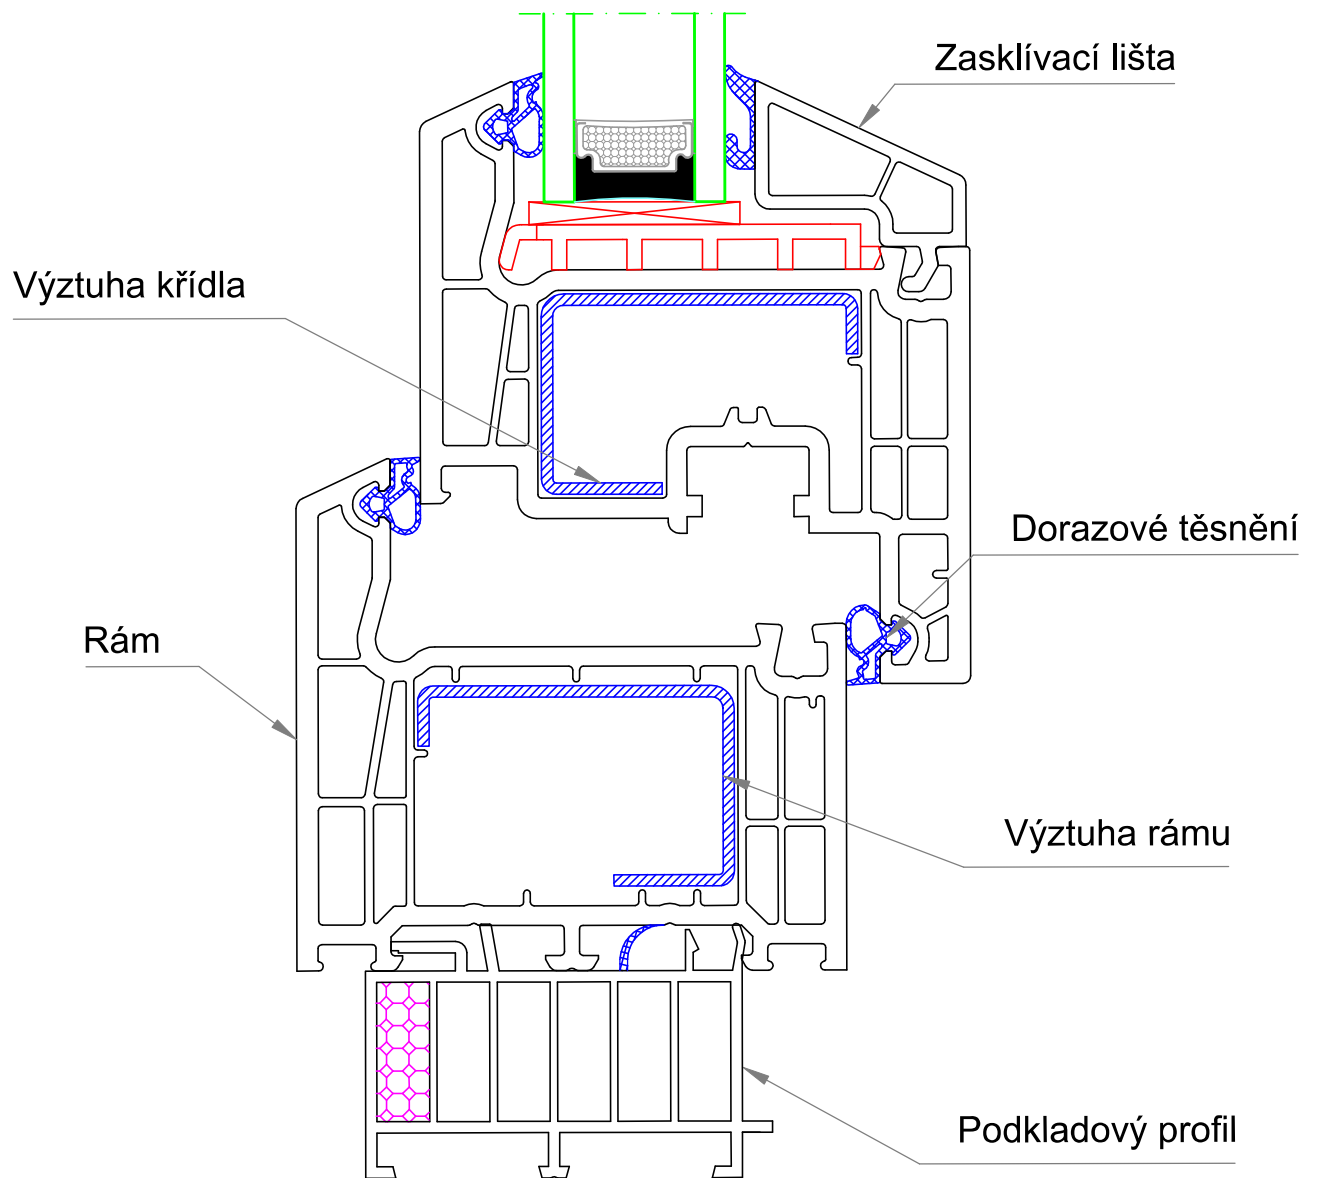 Zasklívací lišta
Výztuha křídla
Dorazové těsnění
Rám
Výztuha rámu
Podkladový profil